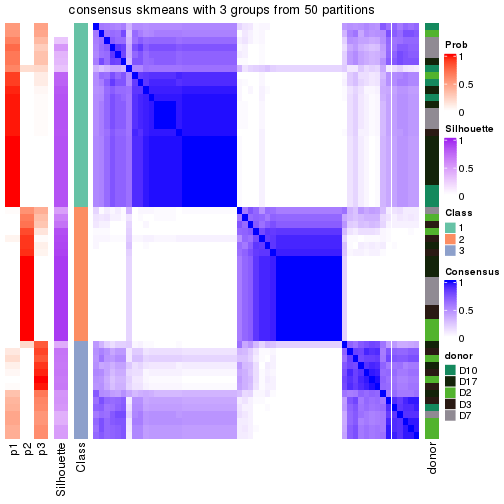 consensus skmeans with 3 groups from 50 partitions
Prob
1
0.5
0
Silhouette
1
0.5
0
Class
1
2
3
Consensus
1
0.5
0
donor
D10
D17
D2
D3
D7
p1
p2
p3
Silhouette
Class
donor